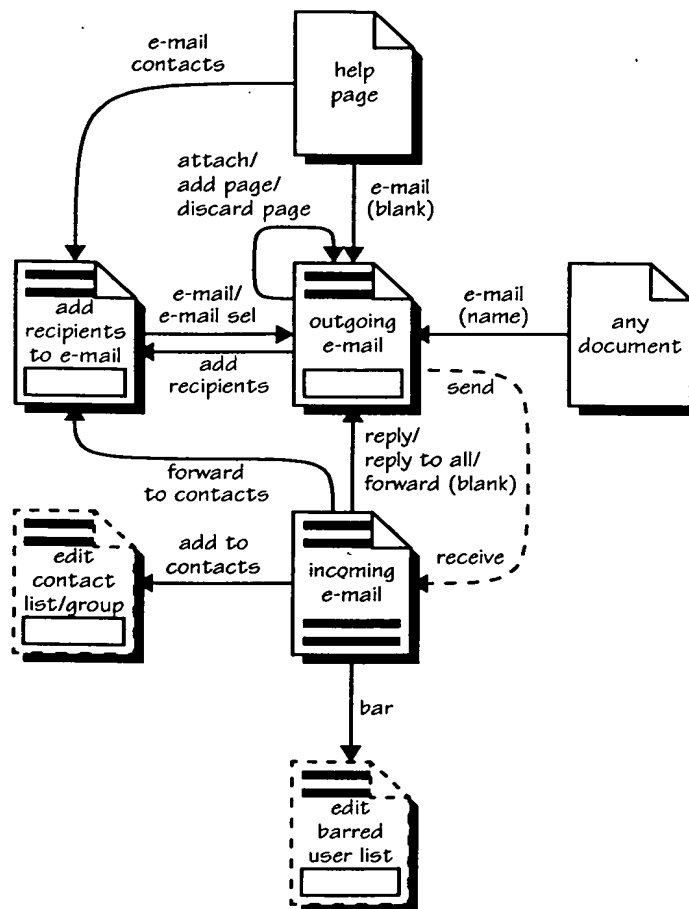 e-mail
contacts
help
page
attach/
add page/
discard page
e-mail
(blank)
add
recipients
to e-mail
e-mail/
e-mail sel
add
recipients
outgoing
e-mail
e-mail
(name)
any
document
send
reply/
reply to all/
forward (blank)
forward
to contacts
edit
contact
list/group
add to
contacts
incoming
e-mail
receive
bar
edit
barred
user list